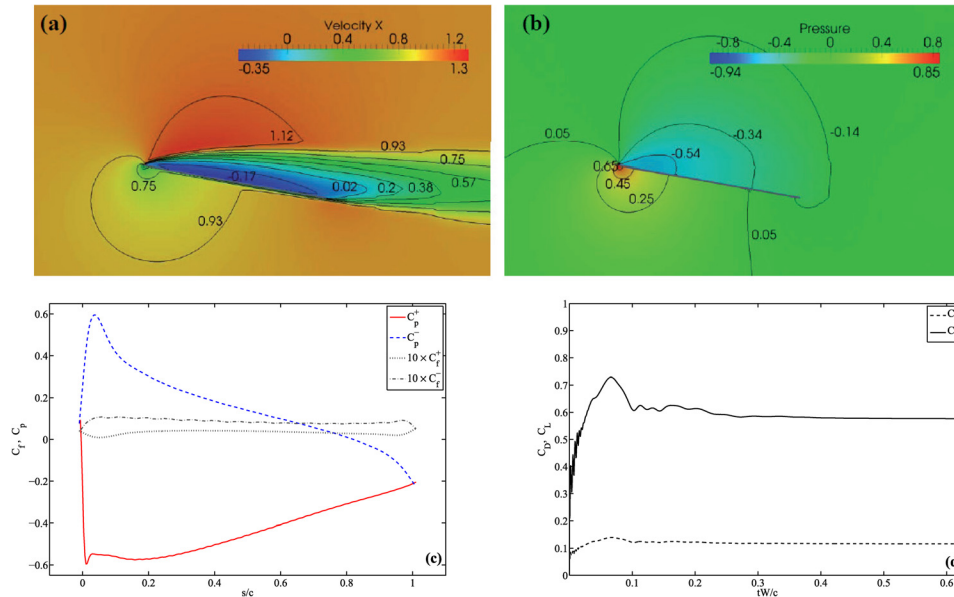 (a)
Velocity X
0 0.4 0.8 1.2
-0.35 1.3
1.12
0.93
0.75
0.57
0.38
0.2
0.02
-0.17
0.75
0.93
(b)
Pressure
-0.8 -0.4 0 0.4 0.8
-0.94 0.85
0.05
-0.14
-0.34
-0.54
0.65
0.45
0.25
0.05
C_p^+
C_p^-
10 × C_f^+
10 × C_f^-
0.6
0.4
0.2
0
−0.2
−0.4
−0.6
C_f, C_p
0 0.2 0.4 0.6 0.8 1
s/c
(c)
C
C
1
0.9
0.8
0.7
0.6
0.5
0.4
0.3
0.2
0.1
0
C_D, C_L
0.1 0.2 0.3 0.4 0.5 0.6
tW/c
(d